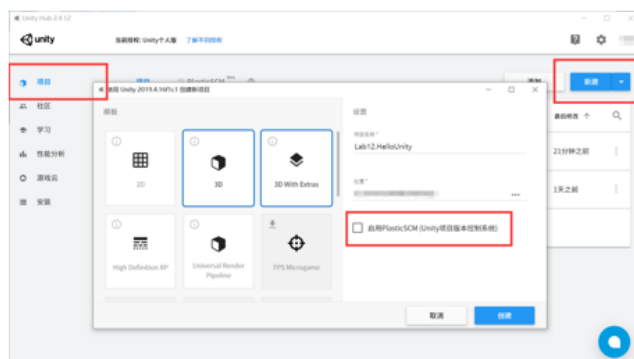 Unity Hub 2.4.12
unity
当前授权: Unity个人版 了解不同授权
项目
社区
学习
性能分析
游戏云
安装
新建
最后修改
21分钟之前
1天之前
使用 Unity 2019.4.16f1c1 创建新项目
模板
2D
3D
3D With Extras
High Definition RP
Universal Render Pipeline
FPS Microgame
设置
项目名称*
Lab12.HelloUnity
位置*
启用PlasticSCM (Unity项目版本控制系统)
取消
创建